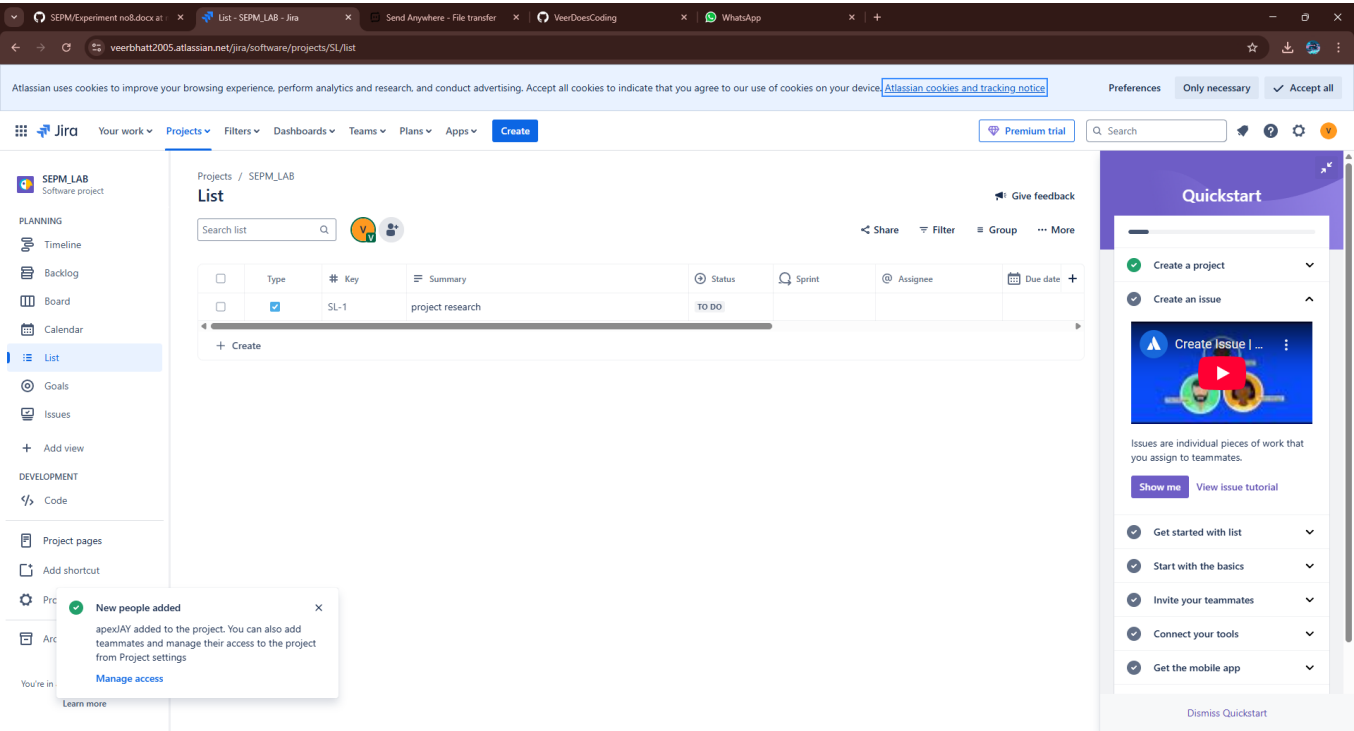 SEPM/Experiment no8.docx at
List - SEPM_LAB - Jira
Send Anywhere - File transfer
VeerDoesCoding
WhatsApp
veerbhatt2005.atlassian.net/jira/software/projects/SL/list
Atlassian uses cookies to improve your browsing experience, perform analytics and research, and conduct advertising. Accept all cookies to indicate that you agree to our use of cookies on your device. Atlassian cookies and tracking notice
Preferences
Only necessary
Accept all
Jira
Your work
Projects
Filters
Dashboards
Teams
Plans
Apps
Create
Premium trial
Search
V
SEPM_LAB
Software project
PLANNING
Timeline
Backlog
Board
Calendar
List
Goals
Issues
+ Add view
DEVELOPMENT
Code
Project pages
Add shortcut
You're in
Learn more
Projects / SEPM_LAB
List
Give feedback
Search list
V
V
Share
Filter
Group
More
Type
Key
Summary
Status
Sprint
Assignee
Due date
+
SL-1
project research
TO DO
+ Create
New people added
apexJAY added to the project. You can also add
teammates and manage their access to the project
from Project settings
Manage access
Quickstart
Create a project
Create an issue
Create Issue | ...
Issues are individual pieces of work that
you assign to teammates.
Show me
View issue tutorial
Get started with list
Start with the basics
Invite your teammates
Connect your tools
Get the mobile app
Dismiss Quickstart